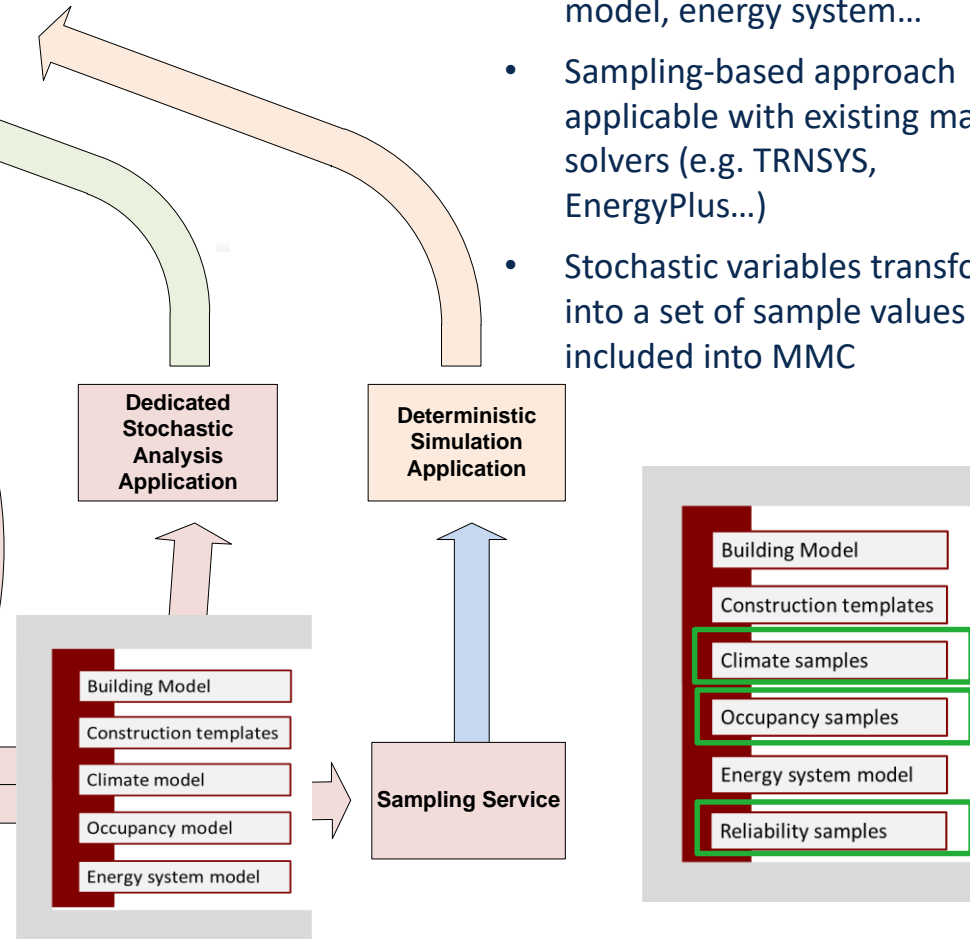 model, energy system…
• Sampling-based approach
applicable with existing
solvers (e.g. TRNSYS,
EnergyPlus…)
• Stochastic variables
into a set of sample values
included into MMC
Dedicated
Stochastic
Analysis
Application
Deterministic
Simulation
Application
Building Model
Construction templates
Climate model
Occupancy model
Energy system model
Sampling Service
Building Model
Construction templates
Climate samples
Occupancy samples
Energy system model
Reliability samples